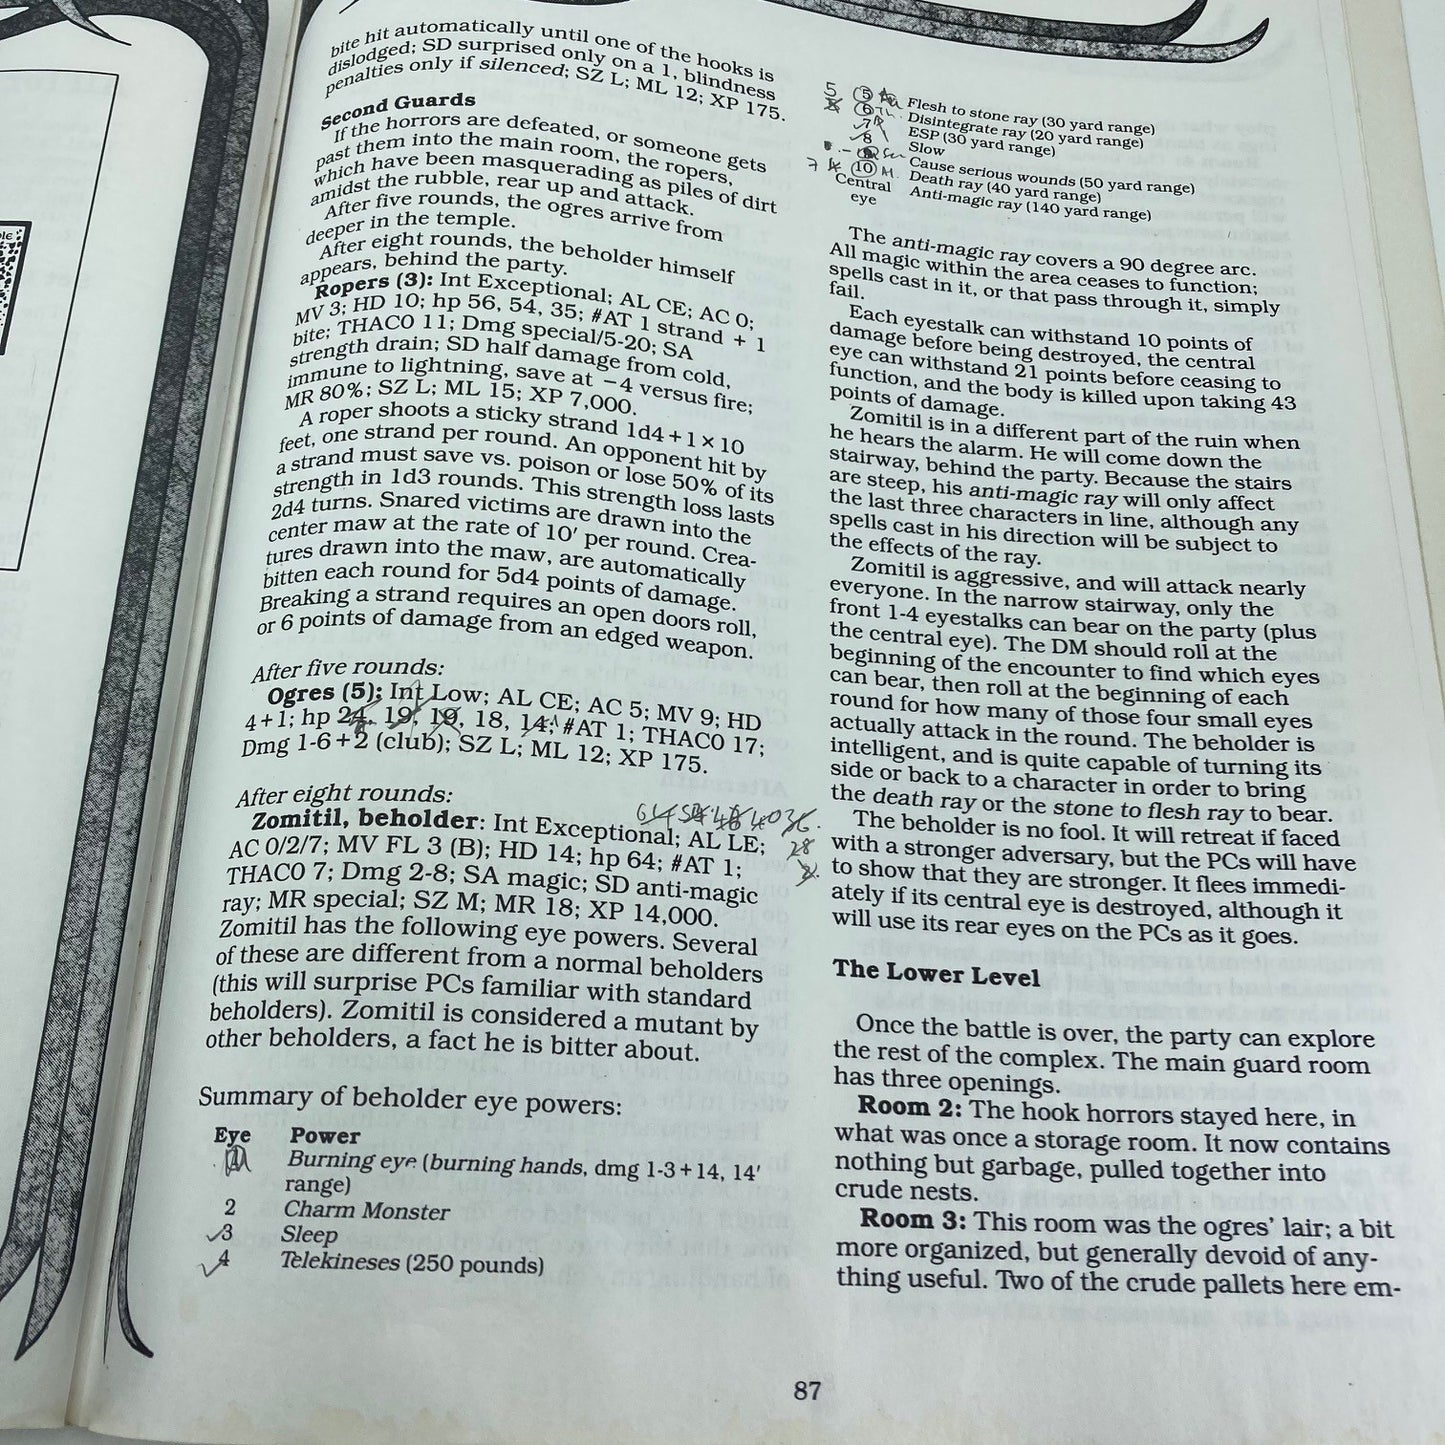 bite hit automatically until one of the hooks is
dislodged; SD surprised only on a 1, blindness
penalties only if silenced; SZ L; ML 12; XP 175.
Second Guards
If the horrors are defeated, or someone gets
past them into the main room, the ropers,
which have been masquerading as piles of dirt
amidst the rubble, rear up and attack.
After five rounds, the ogres arrive from
deeper in the temple.
After eight rounds, the beholder himself
appears, behind the party.
Ropers (3): Int Exceptional; AL CE; AC 0;
MV 3; HD 10; hp 56, 54, 35; #AT 1 strand + 1
bite; THAC0 11; Dmg special/5-20; SA
strength drain; SD half damage from cold,
immune to lightning, save at −4 versus fire;
MR 80%; SZ L; ML 15; XP 7,000.
A roper shoots a sticky strand 1d4+1×10
feet, one strand per round. An opponent hit by
a strand must save vs. poison or lose 50% of its
strength in 1d3 rounds. This strength loss lasts
2d4 turns. Snared victims are drawn into the
center maw at the rate of 10' per round. Crea-
tures drawn into the maw, are automatically
bitten each round for 5d4 points of damage.
Breaking a strand requires an open doors roll,
or 6 points of damage from an edged weapon.
After five rounds:
Ogres (5): Int Low; AL CE; AC 5; MV 9; HD
4+1; hp 24, 19, 19, 18, 14; #AT 1; THAC0 17;
Dmg 1-6+2 (club); SZ L; ML 12; XP 175.
After eight rounds:
64 54 48 40 36
Zomitil, beholder: Int Exceptional; AL LE;
28
AC 0/2/7; MV FL 3 (B); HD 14; hp 64; #AT 1;
THAC0 7; Dmg 2-8; SA magic; SD anti-magic
ray; MR special; SZ M; MR 18; XP 14,000.
Zomitil has the following eye powers. Several
of these are different from a normal beholders
(this will surprise PCs familiar with standard
beholders). Zomitil is considered a mutant by
other beholders, a fact he is bitter about.
Summary of beholder eye powers:
Eye Power
1 Burning eye (burning hands, dmg 1-3+14, 14'
range)
2 Charm Monster
3 Sleep
4 Telekineses (250 pounds)
5 5 Flesh to stone ray (30 yard range)
6 Disintegrate ray (20 yard range)
7 ESP (30 yard range)
8 Slow
Cause serious wounds (50 yard range)
7 10 Death ray (40 yard range)
Central Anti-magic ray (140 yard range)
eye
The anti-magic ray covers a 90 degree arc.
All magic within the area ceases to function;
spells cast in it, or that pass through it, simply
fail.
Each eyestalk can withstand 10 points of
damage before being destroyed, the central
eye can withstand 21 points before ceasing to
function, and the body is killed upon taking 43
points of damage.
Zomitil is in a different part of the ruin when
he hears the alarm. He will come down the
stairway, behind the party. Because the stairs
are steep, his anti-magic ray will only affect
the last three characters in line, although any
spells cast in his direction will be subject to
the effects of the ray.
Zomitil is aggressive, and will attack nearly
everyone. In the narrow stairway, only the
front 1-4 eyestalks can bear on the party (plus
the central eye). The DM should roll at the
beginning of the encounter to find which eyes
can bear, then roll at the beginning of each
round for how many of those four small eyes
actually attack in the round. The beholder is
intelligent, and is quite capable of turning its
side or back to a character in order to bring
the death ray or the stone to flesh ray to bear.
The beholder is no fool. It will retreat if faced
with a stronger adversary, but the PCs will have
to show that they are stronger. It flees immedi-
ately if its central eye is destroyed, although it
will use its rear eyes on the PCs as it goes.
The Lower Level
Once the battle is over, the party can explore
the rest of the complex. The main guard room
has three openings.
Room 2: The hook horrors stayed here, in
what was once a storage room. It now contains
nothing but garbage, pulled together into
crude nests.
Room 3: This room was the ogres' lair; a bit
more organized, but generally devoid of any-
thing useful. Two of the crude pallets here em-
87